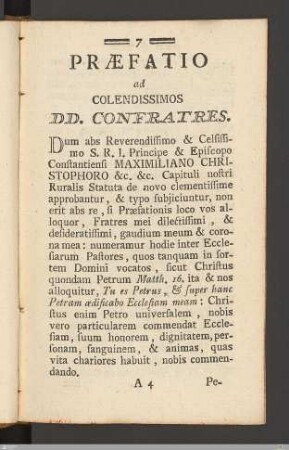 7
PRÆFATIO
ad
COLENDISSIMOS
DD. CONFRATRES.
Dum abs Reverendissimo & Celsissi-
mo S. R. I. Principe & Episcopo
Constantiensi MAXIMILIANO CHRI-
STOPHORO &c. &c. Capituli nostri
Ruralis Statuta de novo clementissime
approbantur, & typo subjiciuntur, non
erit abs re, si Præfationis loco vos al-
loquor, Fratres mei dilectissimi, &
desideratissimi, gaudium meum & coro-
na mea: numeramur hodie inter Eccle-
siarum Pastores, quos tanquam in sor-
tem Domini vocatos, sicut Christus
quondam Petrum Matth. 16. ita & nos
alloquitur, Tu es Petrus, & super hanc
Petram ædificabo Ecclesiam meam: Chri-
stus enim Petro universalem, nobis
vero particularem commendat Eccle-
siam, suum honorem, dignitatem, per-
sonam, sanguinem, & animas, quas
vita chariores habuit, nobis commen-
dando.
A 4 Pe-